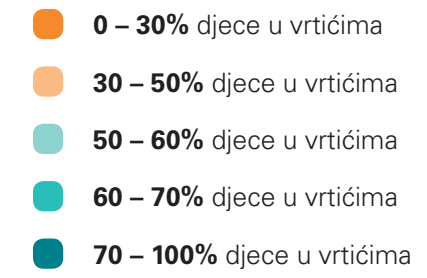 0 – 30% djece u vrtićima
30 – 50% djece u vrtićima
50 – 60% djece u vrtićima
60 – 70% djece u vrtićima
70 – 100% djece u vrtićima